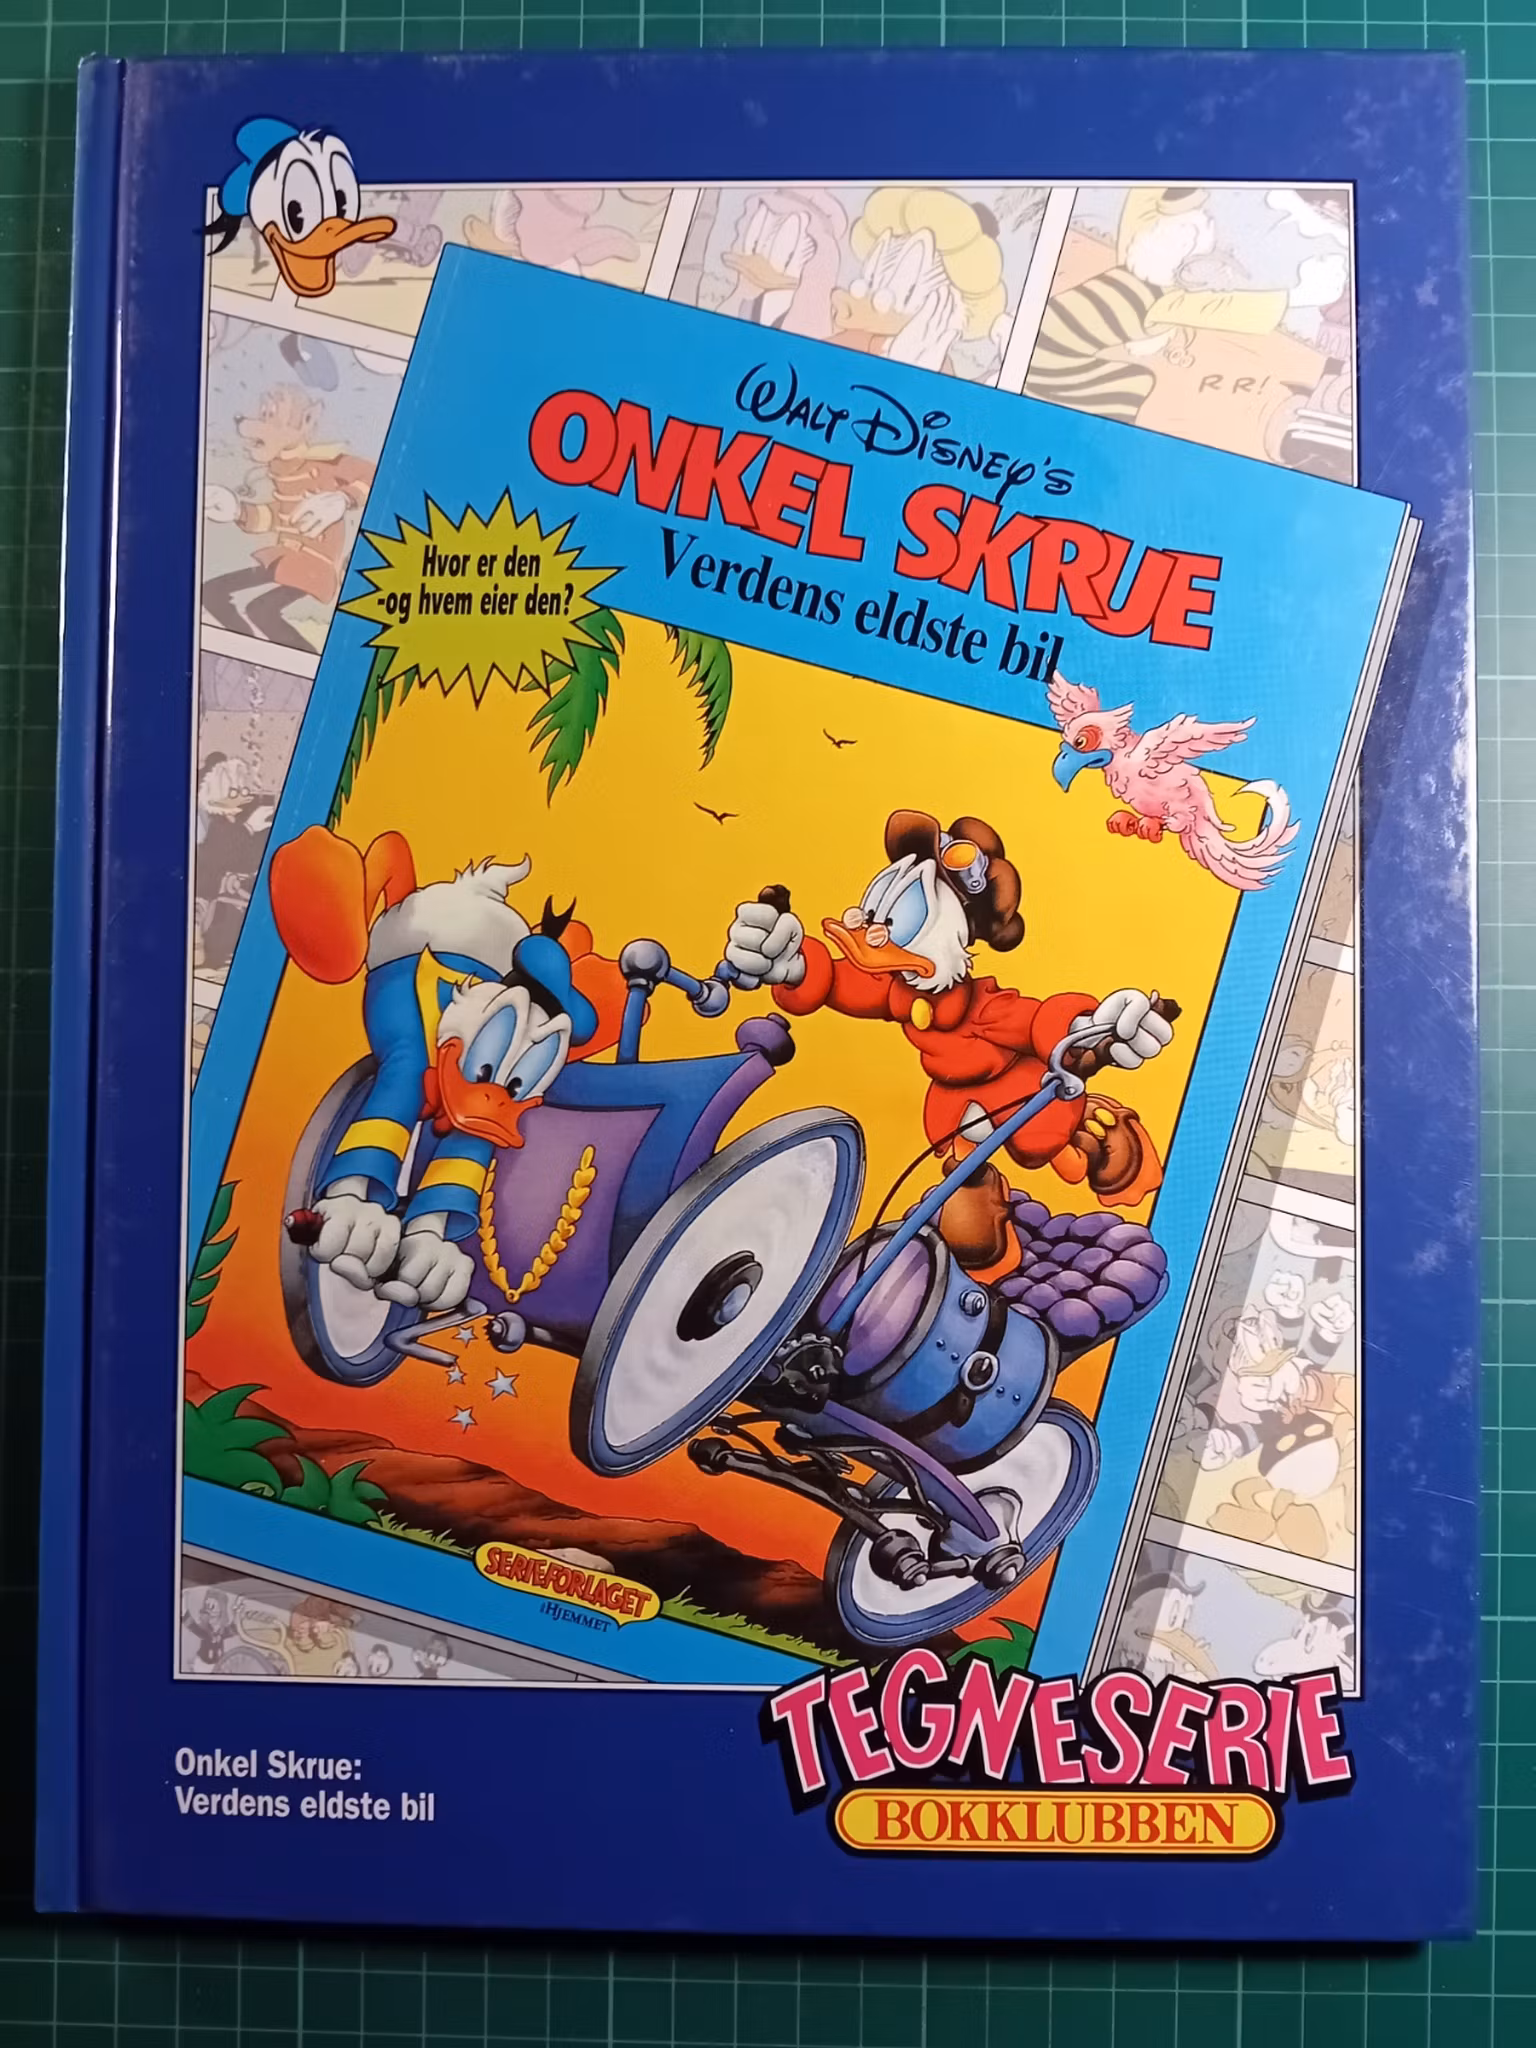 WALT DISNEY'S
ONKEL SKRUE
Verdens eldste bil
Hvor er den
-og hvem eier den?
RR!
SERIEFORLAGET
HJEMMET
TEGNESERIE
BOKKLUBBEN
Onkel Skrue:
Verdens eldste bil